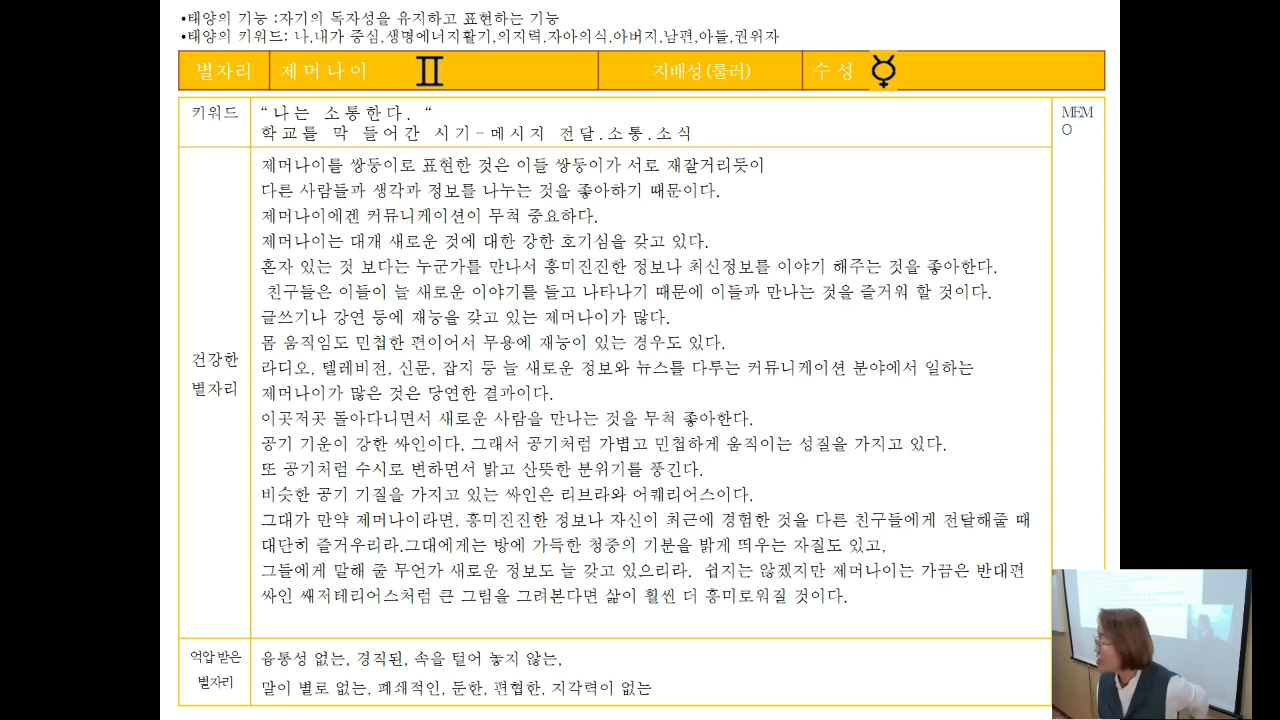 •태양의 기능 :자기의 독자성을 유지하고 표현하는 기능
•태양의 키워드: 나,내가 중심,생명에너지활기,의지력,자아의식,아버지,남편,아들,권위자
별자리 제머나이 ♊ 지배성(룰러) 수성 ☿
키워드
“나는 소통한다. “
학교를 막 들어간 시기-메시지 전달.소통.소식
MEM
O
건강한
별자리
제머나이를 쌍둥이로 표현한 것은 이들 쌍둥이가 서로 재잘거리듯이
다른 사람들과 생각과 정보를 나누는 것을 좋아하기 때문이다.
제머나이에겐 커뮤니케이션이 무척 중요하다.
제머나이는 대개 새로운 것에 대한 강한 호기심을 갖고 있다.
혼자 있는 것 보다는 누군가를 만나서 흥미진진한 정보나 최신정보를 이야기 해주는 것을 좋아한다.
친구들은 이들이 늘 새로운 이야기를 들고 나타나기 때문에 이들과 만나는 것을 즐거워 할 것이다.
글쓰기나 강연 등에 재능을 갖고 있는 제머나이가 많다.
몸 움직임도 민첩한 편이어서 무용에 재능이 있는 경우도 있다.
라디오, 텔레비전, 신문, 잡지 등 늘 새로운 정보와 뉴스를 다루는 커뮤니케이션 분야에서 일하는
제머나이가 많은 것은 당연한 결과이다.
이곳저곳 돌아다니면서 새로운 사람을 만나는 것을 무척 좋아한다.
공기 기운이 강한 싸인이다. 그래서 공기처럼 가볍고 민첩하게 움직이는 성질을 가지고 있다.
또 공기처럼 수시로 변하면서 밝고 산뜻한 분위기를 풍긴다.
비슷한 공기 기질을 가지고 있는 싸인은 리브라와 어퀘리어스이다.
그대가 만약 제머나이라면, 흥미진진한 정보나 자신이 최근에 경험한 것을 다른 친구들에게 전달해줄 때
대단히 즐거우리라.그대에게는 방에 가득한 청중의 기분을 밝게 띄우는 자질도 있고,
그들에게 말해 줄 무언가 새로운 정보도 늘 갖고 있으리라. 쉽지는 않겠지만 제머나이는 가끔은 반대편
싸인 쌔저테리어스처럼 큰 그림을 그려본다면 삶이 훨씬 더 흥미로워질 것이다.
억압 받은
별자리
융통성 없는, 경직된, 속을 털어 놓지 않는,
말이 별로 없는, 폐쇄적인, 둔한, 편협한, 지각력이 없는